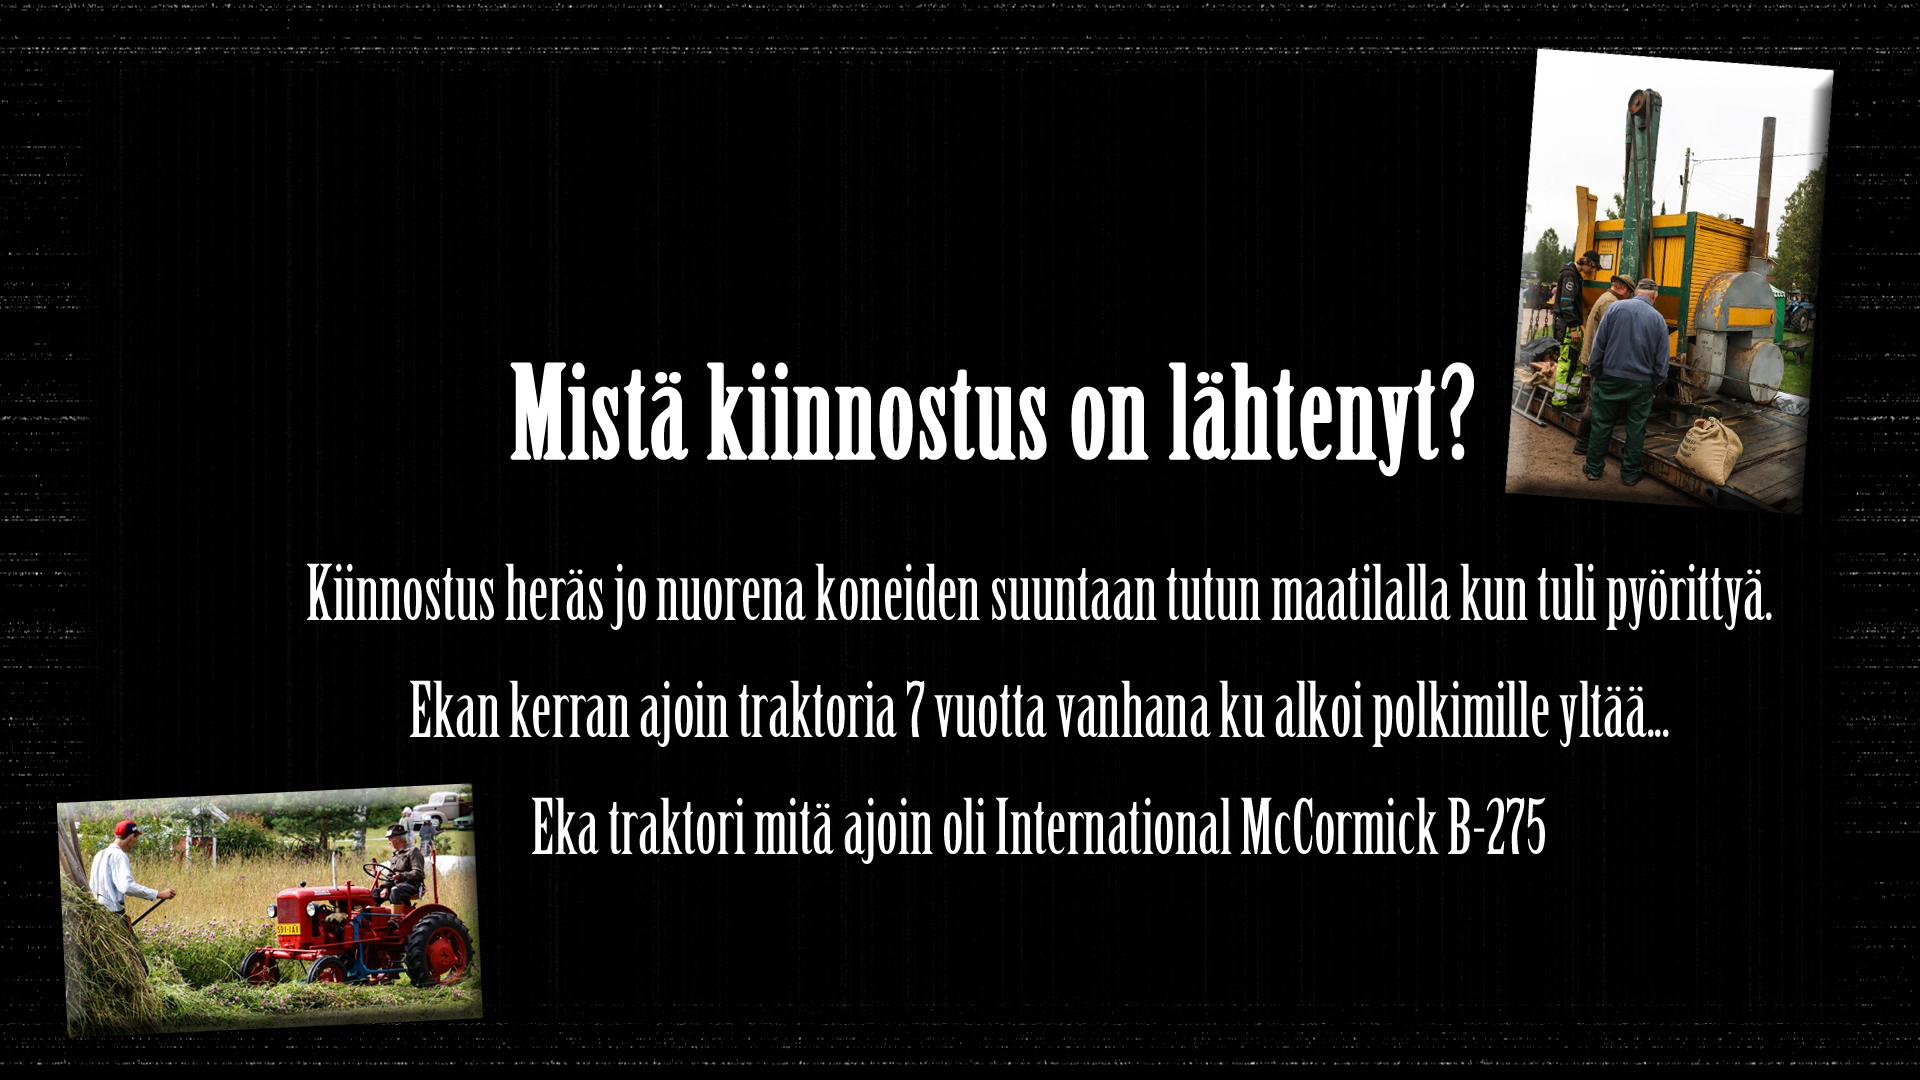 Mistä kiinnostus on lähtenyt?
Kiinnostus heräs jo nuorena koneiden suuntaan tutun maatilalla kun tuli pyörittyä.
Ekan kerran ajoin traktoria 7 vuotta vanhana ku alkoi polkimille yltää...
Eka traktori mitä ajoin oli International McCormick B-275